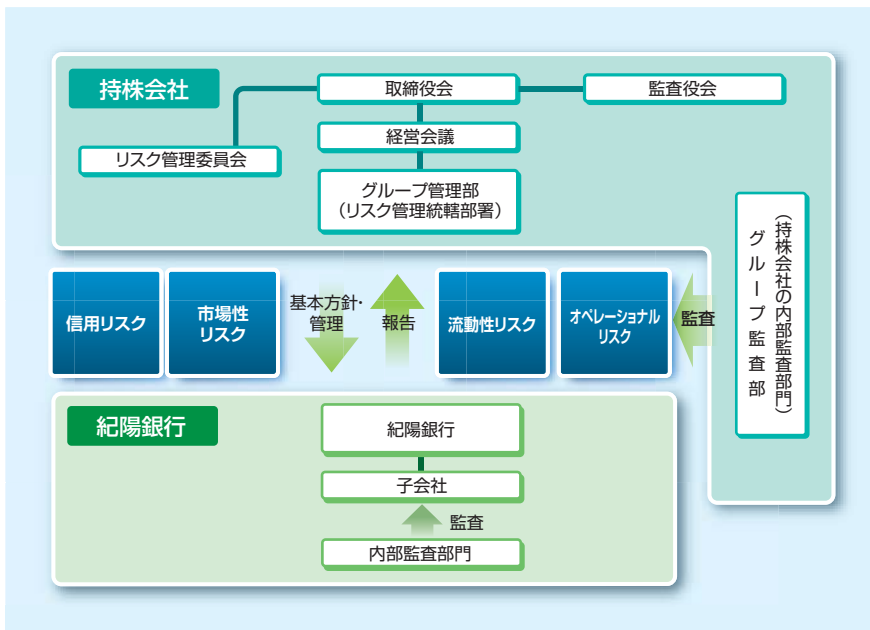 持株会社
取締役会
監査役会
経営会議
リスク管理委員会
グループ管理部
(リスク管理統轄部署)
グループ監査部
(持株会社の内部監査部門)
信用リスク
市場性
リスク
基本方針・
管理
報告
流動性リスク
オペレーショナル
リスク
監査
紀陽銀行
紀陽銀行
子会社
監査
内部監査部門